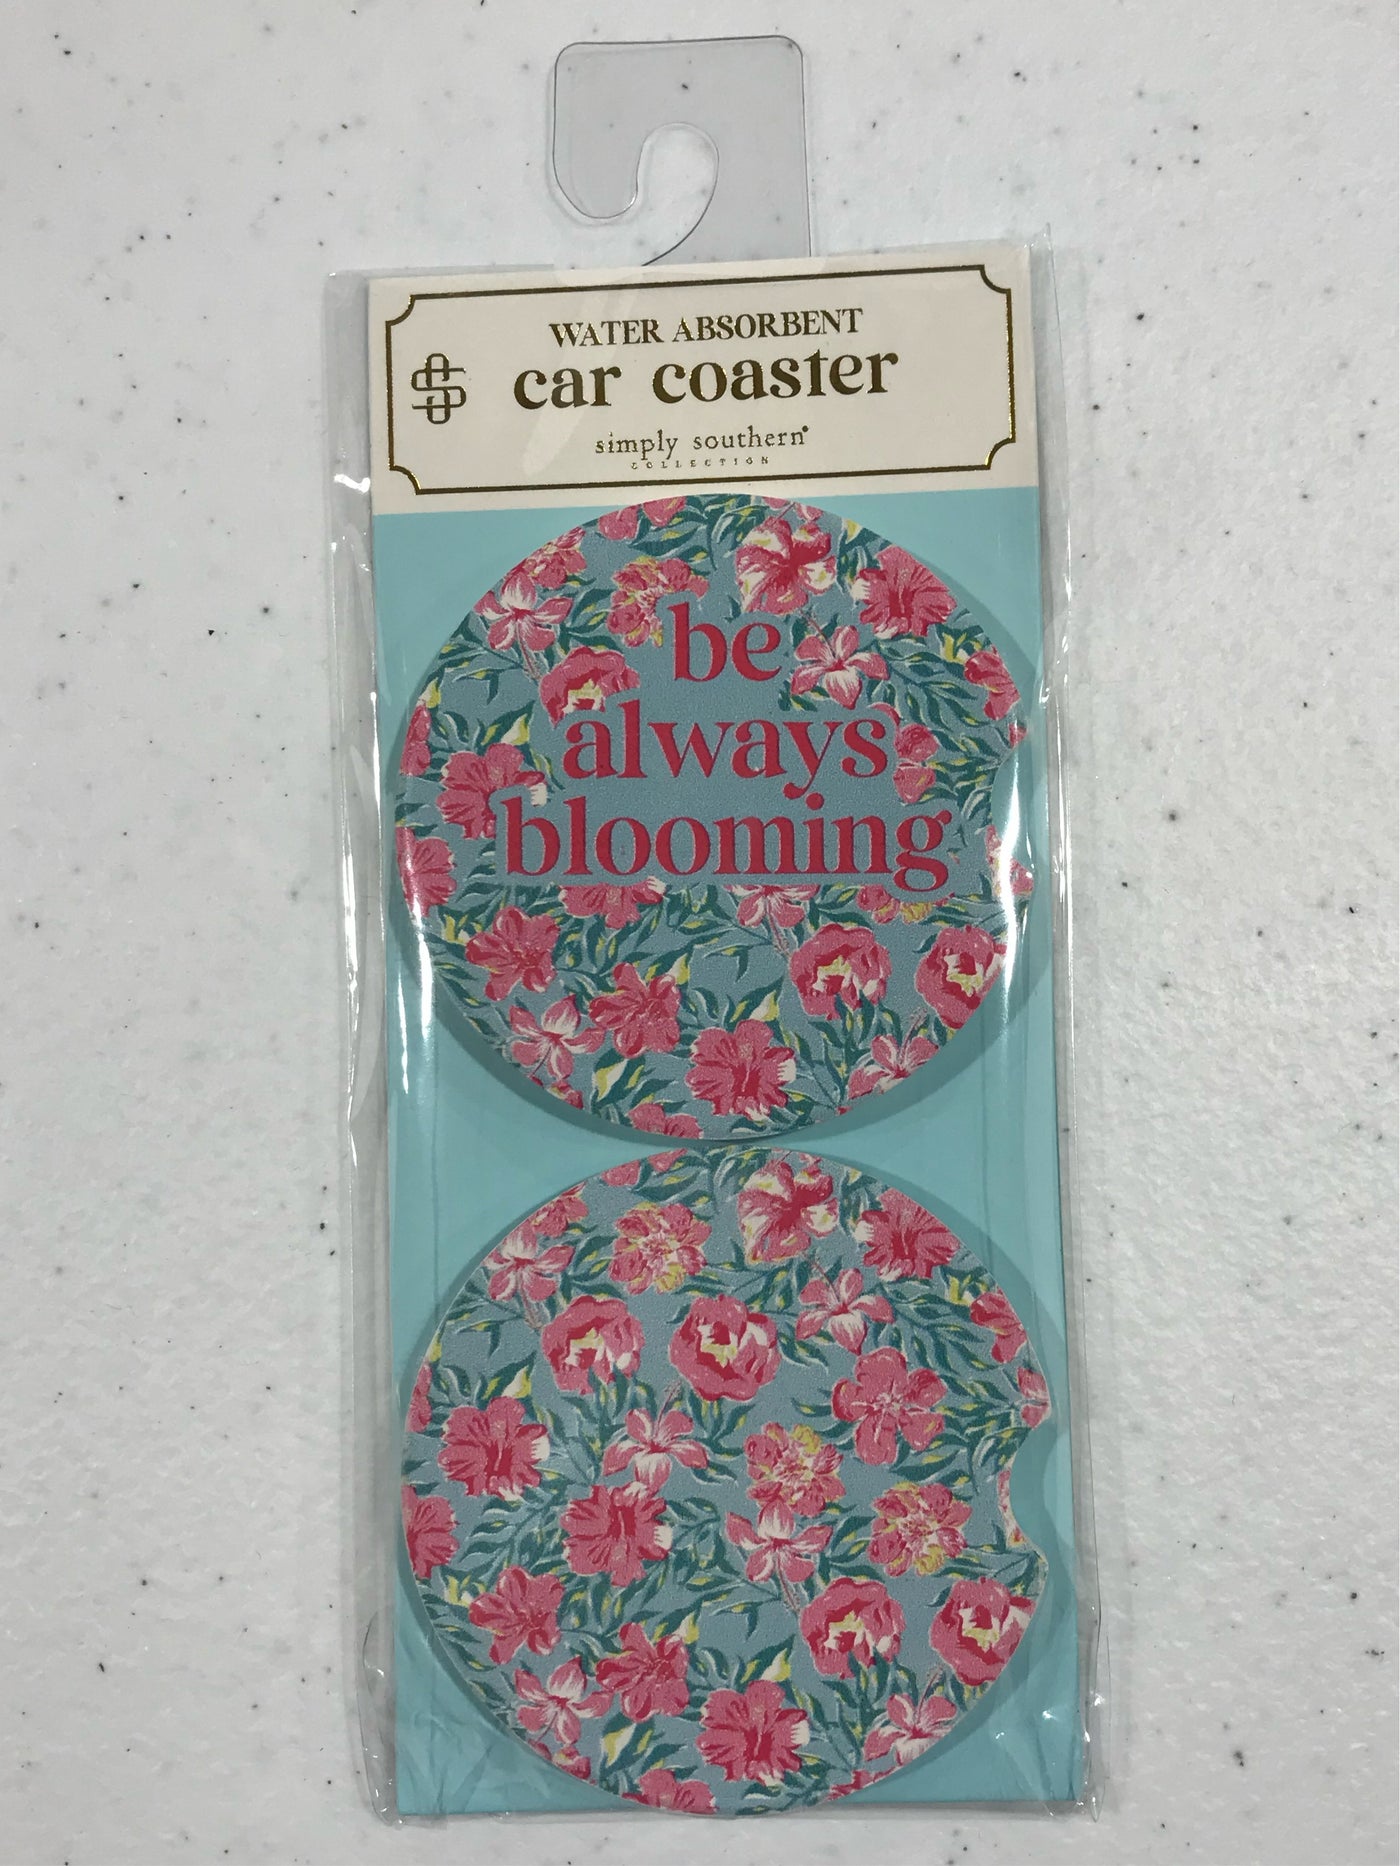 WATER ABSORBENT
car coaster
simply southern®
COLLECTION
be
always
blooming